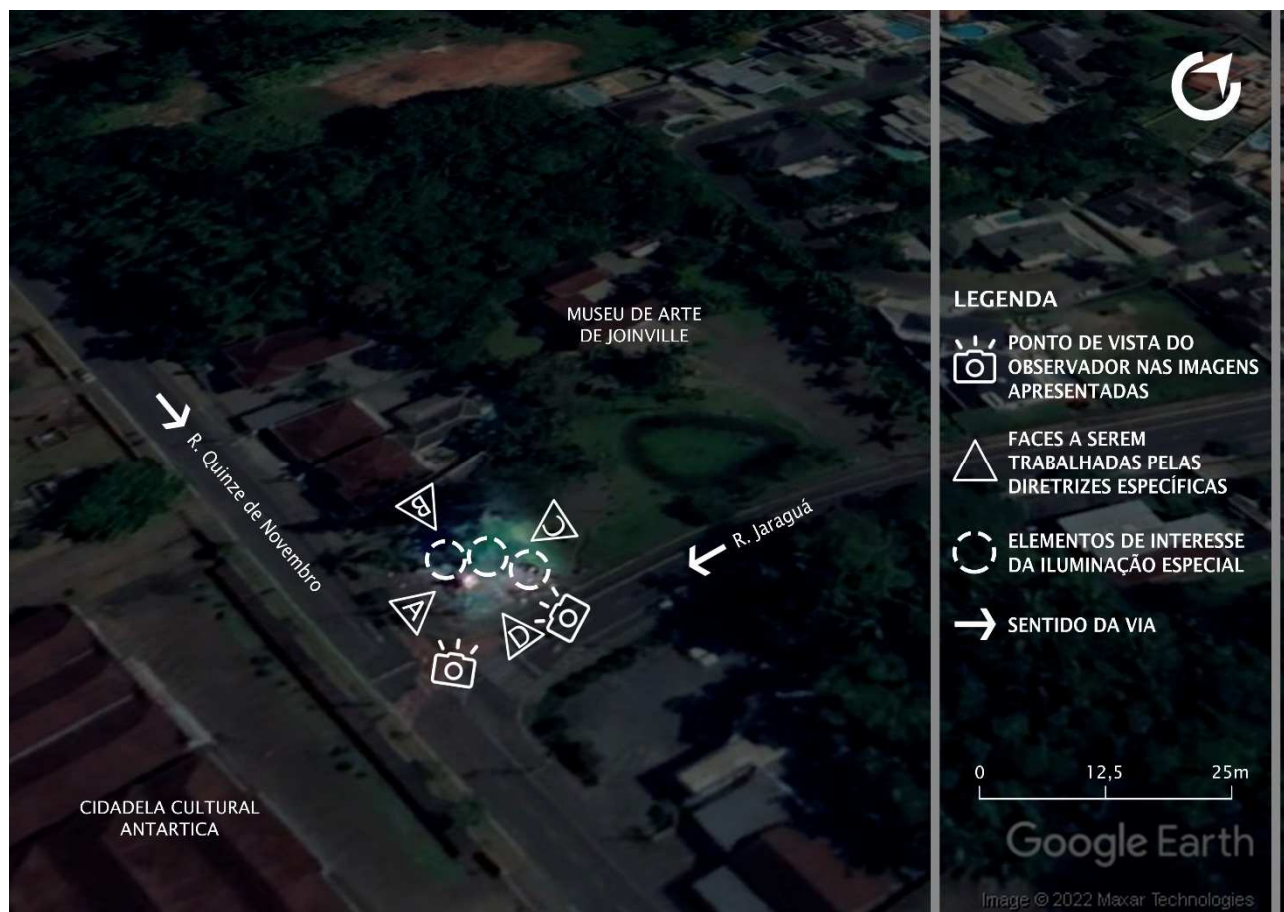 MUSEU DE ARTE
DE JOINVILLE
R. Quinze de Novembro
R. Jaraguá
B
C
A
D
CIDADELA CULTURAL
ANTARTICA
LEGENDA
PONTO DE VISTA DO
OBSERVADOR NAS IMAGENS
APRESENTADAS
FACES A SEREM
TRABALHADAS PELAS
DIRETRIZES ESPECÍFICAS
ELEMENTOS DE INTERESSE
DA ILUMINAÇÃO ESPECIAL
SENTIDO DA VIA
0 12,5 25m
Google Earth
Image © 2022 Maxar Technologies